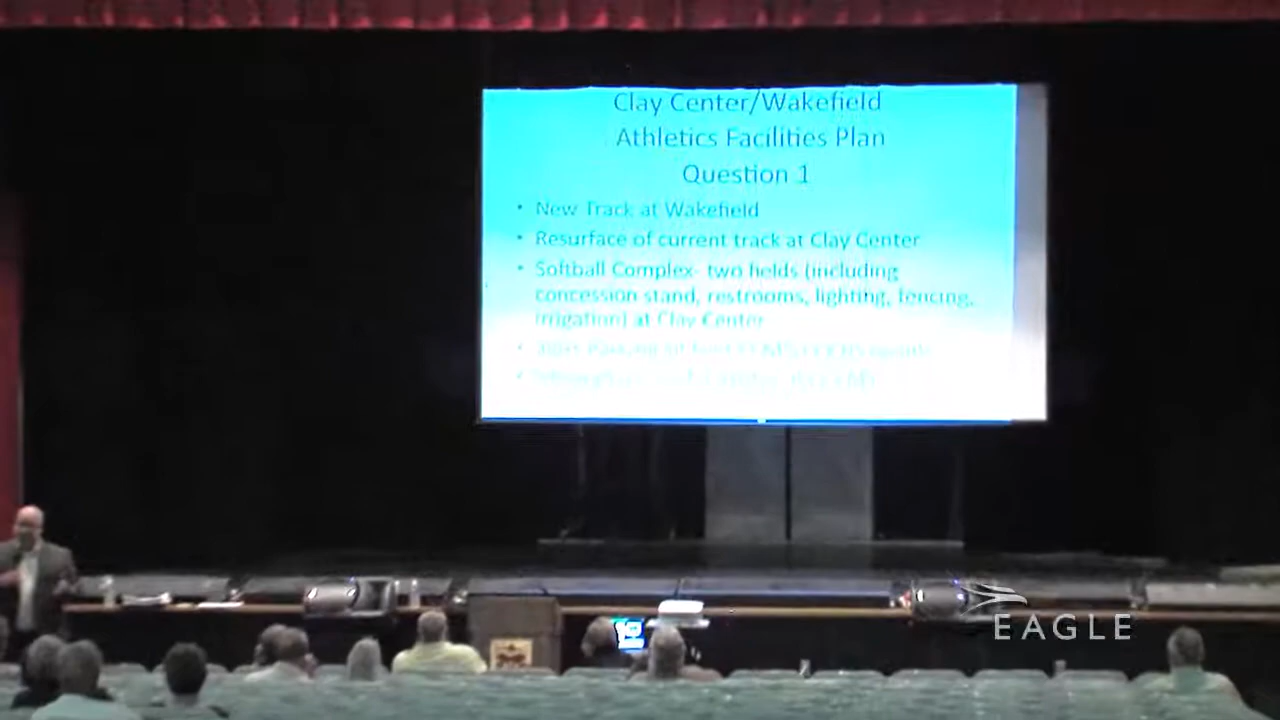 Clay Center/Wakefield
Athletics Facilities Plan
Question 1
• New Track at Wakefield
• Resurface of current track at Clay Center
• Softball Complex- two fields (including
concession stand, restrooms, lighting, fencing,
irrigation) at Clay Center
EAGLE